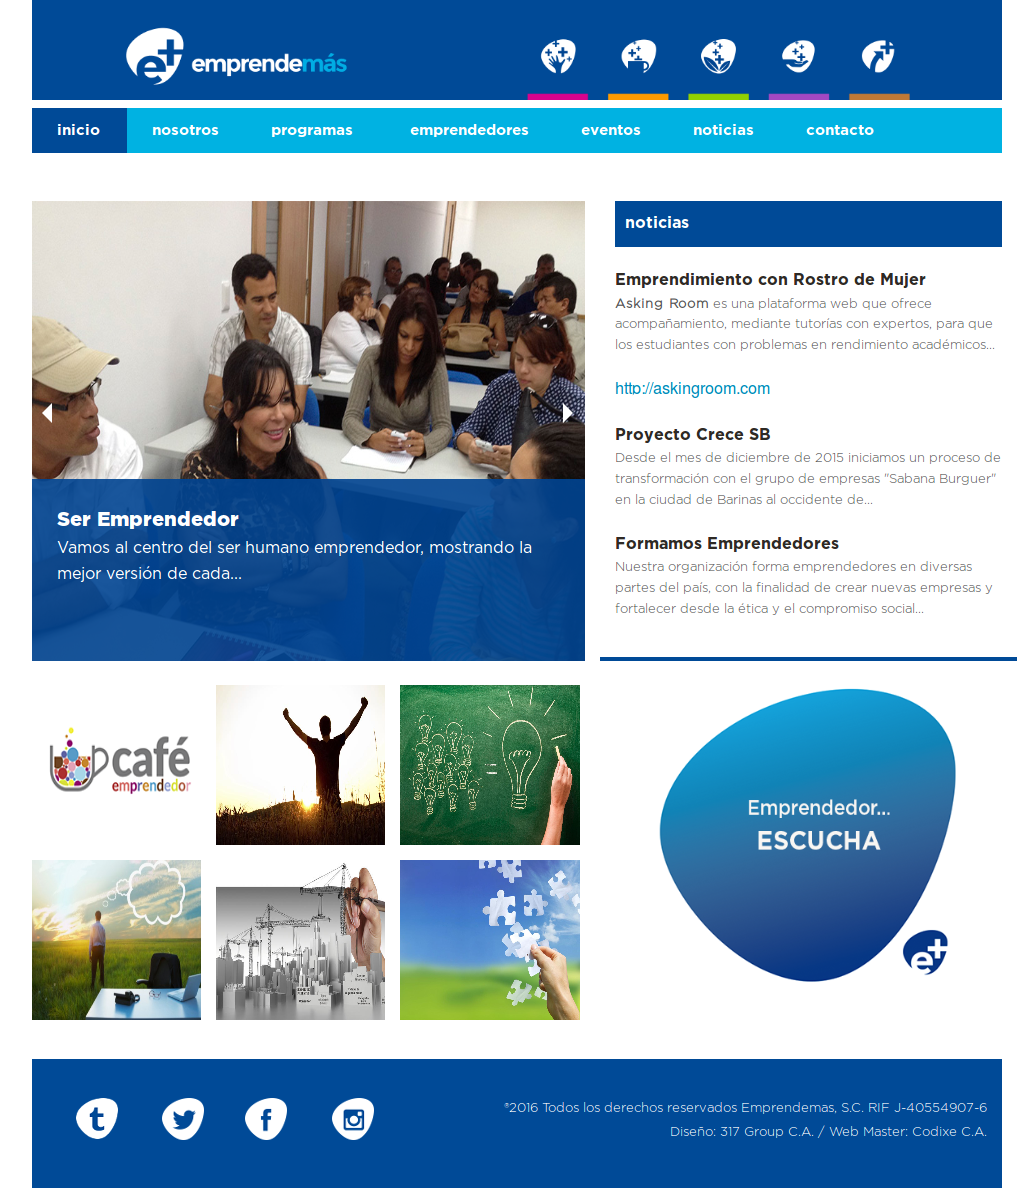 e+ emprendemás
inicio nosotros programas emprendedores eventos noticias contacto
noticias
Emprendimiento con Rostro de Mujer
Asking Room es una plataforma web que ofrece
acompañamiento, mediante tutorías con expertos, para que
los estudiantes con problemas en rendimiento académicos...
http://askingroom.com
Proyecto Crece SB
Desde el mes de diciembre de 2015 iniciamos un proceso de
transformación con el grupo de empresas "Sabana Burguer"
en la ciudad de Barinas al occidente de...
Formamos Emprendedores
Nuestra organización forma emprendedores en diversas
partes del país, con la finalidad de crear nuevas empresas y
fortalecer desde la ética y el compromiso social...
Ser Emprendedor
Vamos al centro del ser humano emprendedor, mostrando la
mejor versión de cada...
café
emprendedor
Emprendedor...
ESCUCHA
e+
®2016 Todos los derechos reservados Emprendemas, S.C. RIF J-40554907-6
Diseño: 317 Group C.A. / Web Master: Codixe C.A.